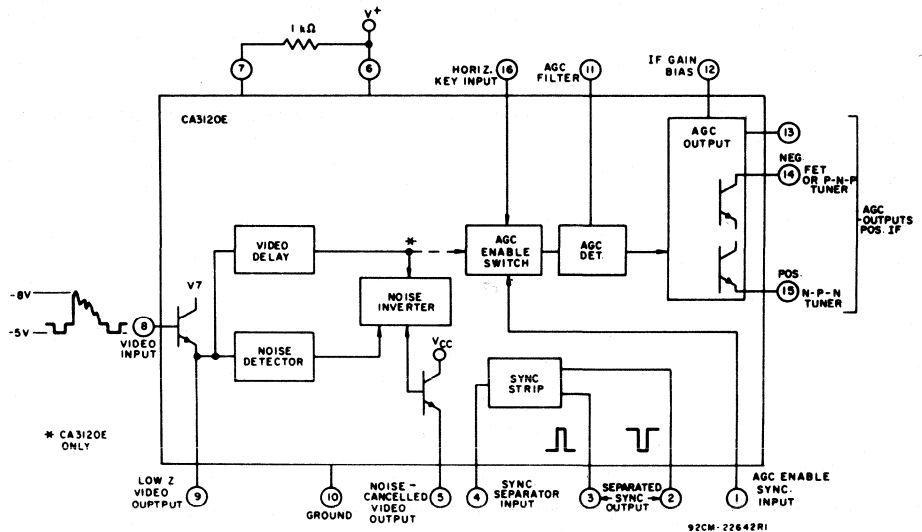 V+
1 kΩ
7
6
HORIZ.
KEY INPUT
16
AGC
FILTER
11
IF GAIN
BIAS
12
CA3120E
AGC
OUTPUT
13
NEG.
14
FET
OR P-N-P
TUNER
AGC
OUTPUTS
POS. IF
POS.
15
N-P-N
TUNER
VIDEO
DELAY
*
AGC
ENABLE
SWITCH
AGC
DET.
V7
NOISE
INVERTER
-8V
-5V
8
VIDEO
INPUT
NOISE
DETECTOR
VCC
SYNC
STRIP
* CA3120E
ONLY
LOW Z
VIDEO
OUPTPUT
9
10
GROUND
NOISE-
CANCELLED
VIDEO OUTPUT
5
4
SYNC
SEPARATOR
INPUT
3
SEPARATED
SYNC
OUTPUT
2
1
AGC ENABLE
SYNC.
INPUT
92CM-22642R1